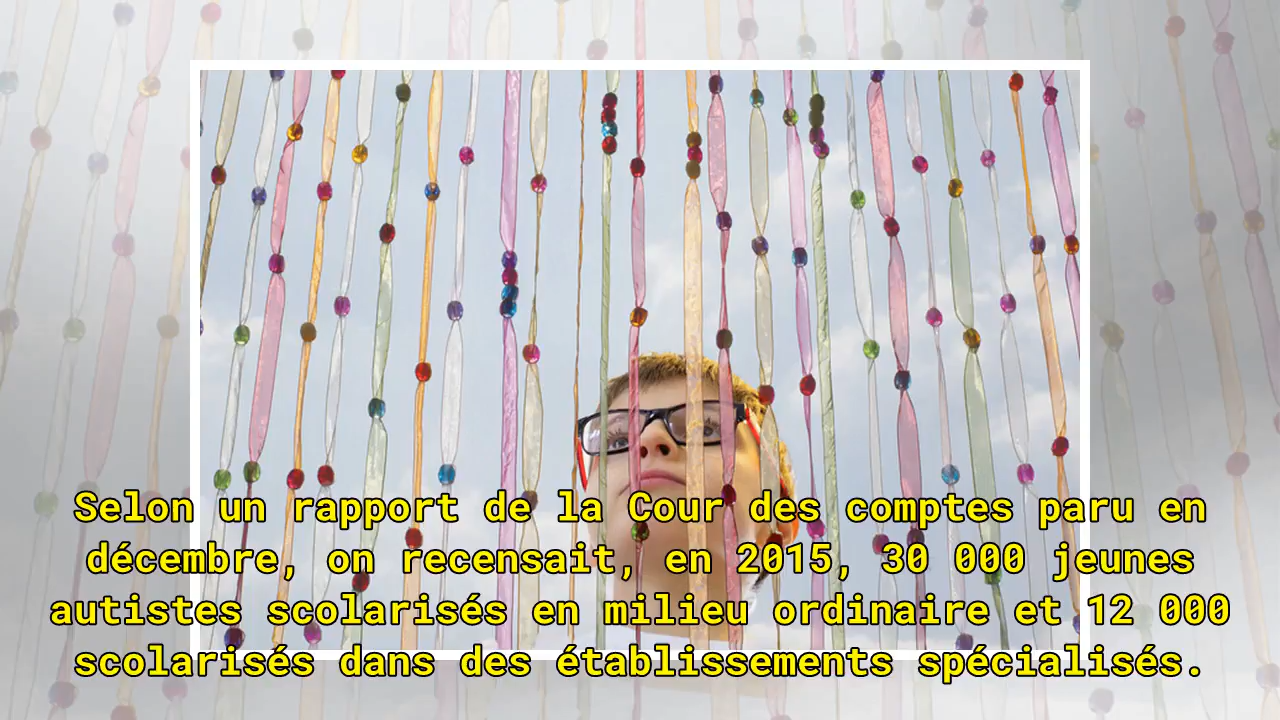 Selon un rapport de la Cour des comptes paru en
décembre, on recensait, en 2015, 30 000 jeunes
autistes scolarisés en milieu ordinaire et 12 000
scolarisés dans des établissements spécialisés.